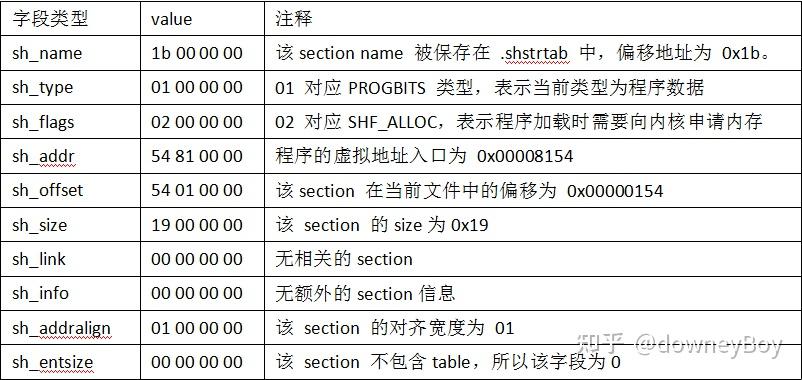 字段类型 value 注释
sh_name 1b 00 00 00 该 section name 被保存在 .shstrtab 中，偏移地址为 0x1b。
sh_type 01 00 00 00 01 对应 PROGBITS 类型，表示当前类型为程序数据
sh_flags 02 00 00 00 02 对应 SHF_ALLOC，表示程序加载时需要向内核申请内存
sh_addr 54 81 00 00 程序的虚拟地址入口为 0x00008154
sh_offset 54 01 00 00 该 section 在当前文件中的偏移为 0x00000154
sh_size 19 00 00 00 该 section 的 size 为 0x19
sh_link 00 00 00 00 无相关的 section
sh_info 00 00 00 00 无额外的 section 信息
sh_addralign 01 00 00 00 该 section 的对齐宽度为 01
sh_entsize 00 00 00 00 该 section 不包含 table，所以该字段为 0
知乎 @downeyBoy